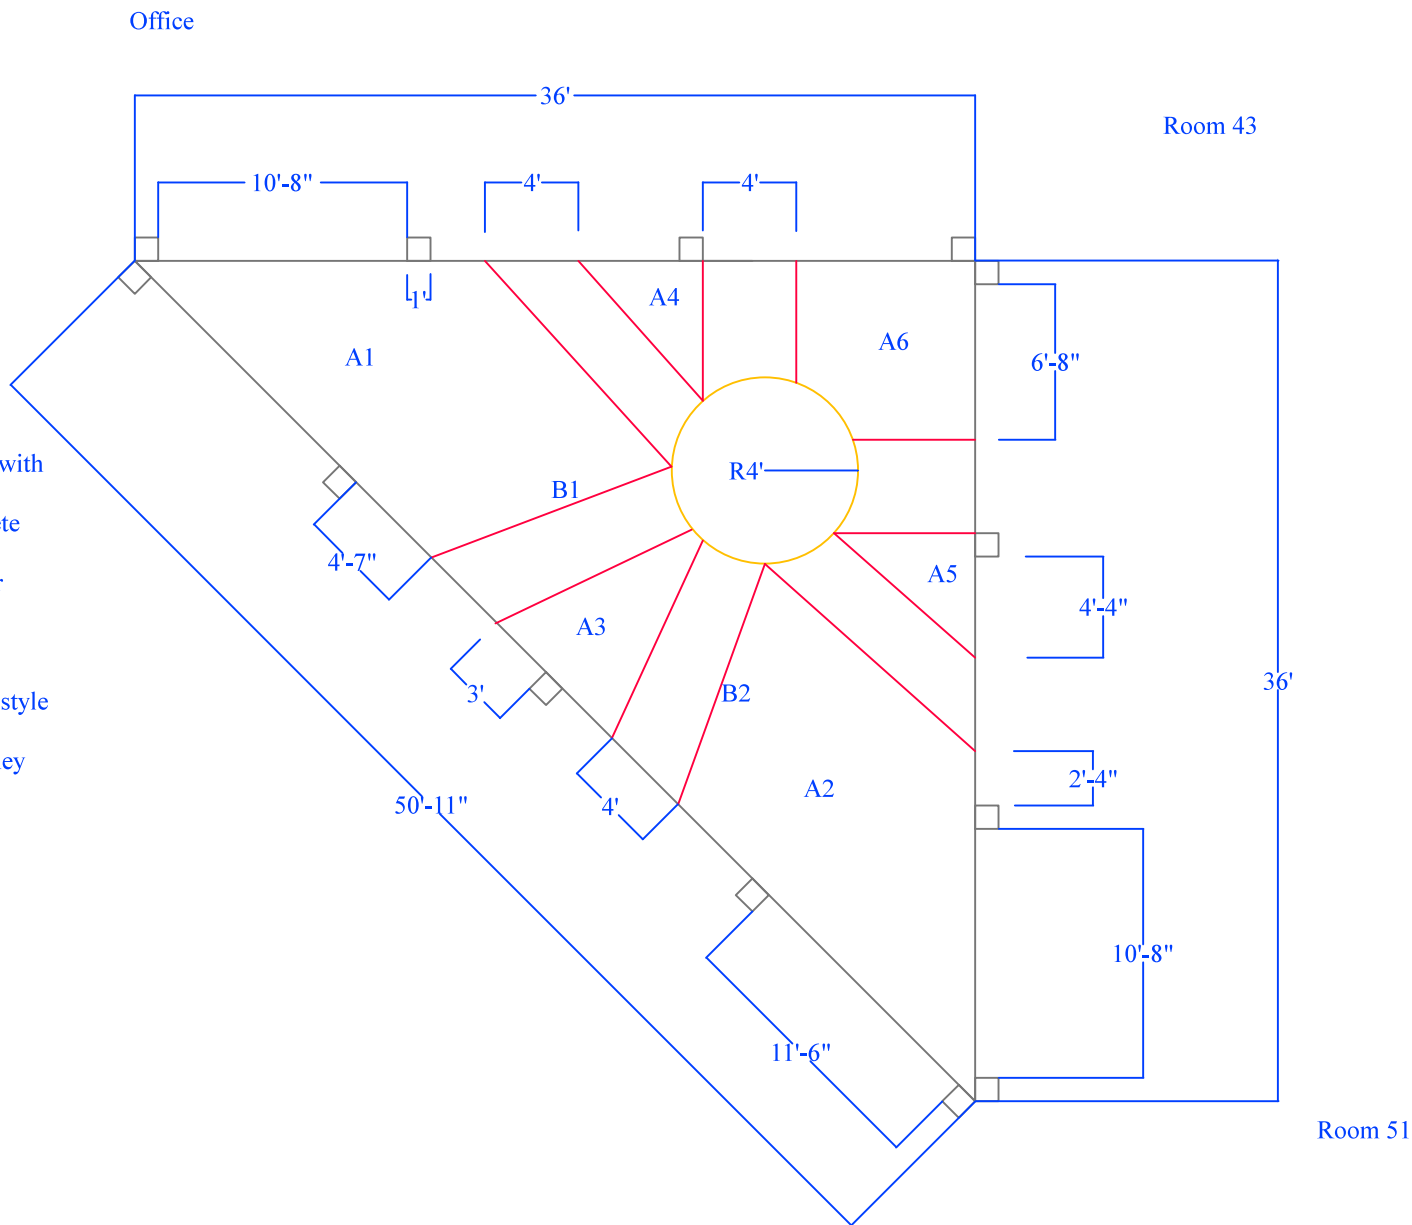 Office
36'
Room 43
10'-8"
4'
4'
1'
A4
A6
A1
6'-8"
with
R4'
B1
4'-7"
A5
4'-4"
A3
3'
B2
36'
style
2'-4"
A2
4'
50'-11"
10'-8"
11'-6"
Room 51